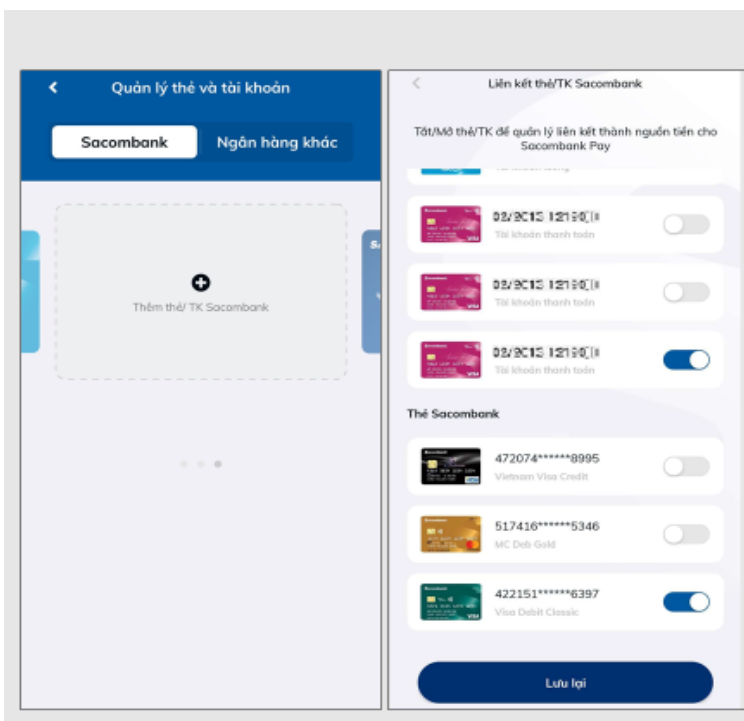 Quản lý thẻ và tài khoản
Sacombank
Ngân hàng khác
Thêm thẻ/ TK Sacombank
Liên kết thẻ/TK Sacombank
Tắt/Mở thẻ/TK để quản lý liên kết thành nguồn tiền cho
Sacombank Pay
Tài khoản thanh toán
Tài khoản thanh toán
Tài khoản thanh toán
Thẻ Sacombank
472074******8995
Vietnam Visa Credit
517416******5346
MC Deb Gold
422151******6397
Visa Debit Classic
Lưu lại